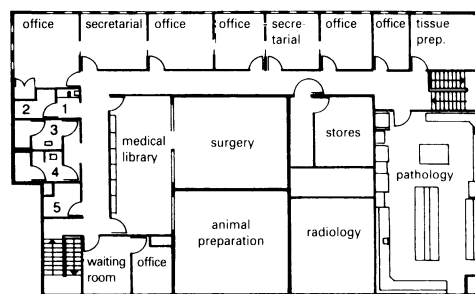 office
secretarial
office
office
secre-
tarial
office
office
tissue
prep.
2
1
3
4
5
medical
library
surgery
stores
pathology
animal
preparation
radiology
waiting
room
office